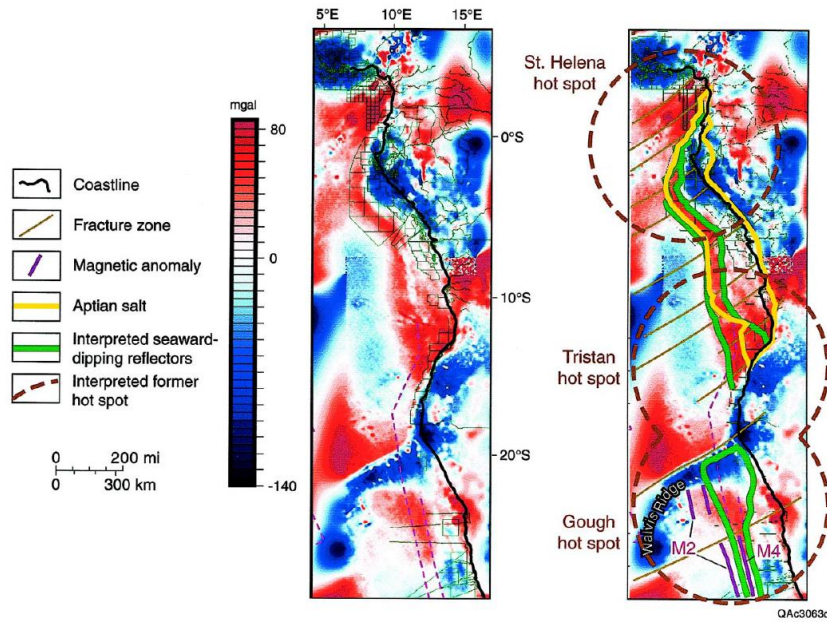 5°E 10°E 15°E
mgal
80
0
-140
Coastline
Fracture zone
Magnetic anomaly
Aptian salt
Interpreted seaward-
dipping reflectors
Interpreted former
hot spot
0 200 mi
0 300 km
0°S
10°S
20°S
St. Helena
hot spot
Tristan
hot spot
Gough
hot spot
Walvis Ridge
M2
M4
QAc3063c